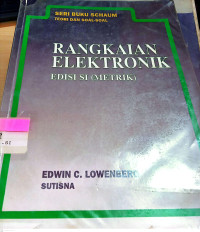 SERI BUKU SCHAUM
TEORI DAN SOAL-SOAL
RANGKAIAN
ELEKTRONIK
EDISI SI (METRIK)
EDWIN C. LOWENBERG
SUTISNA